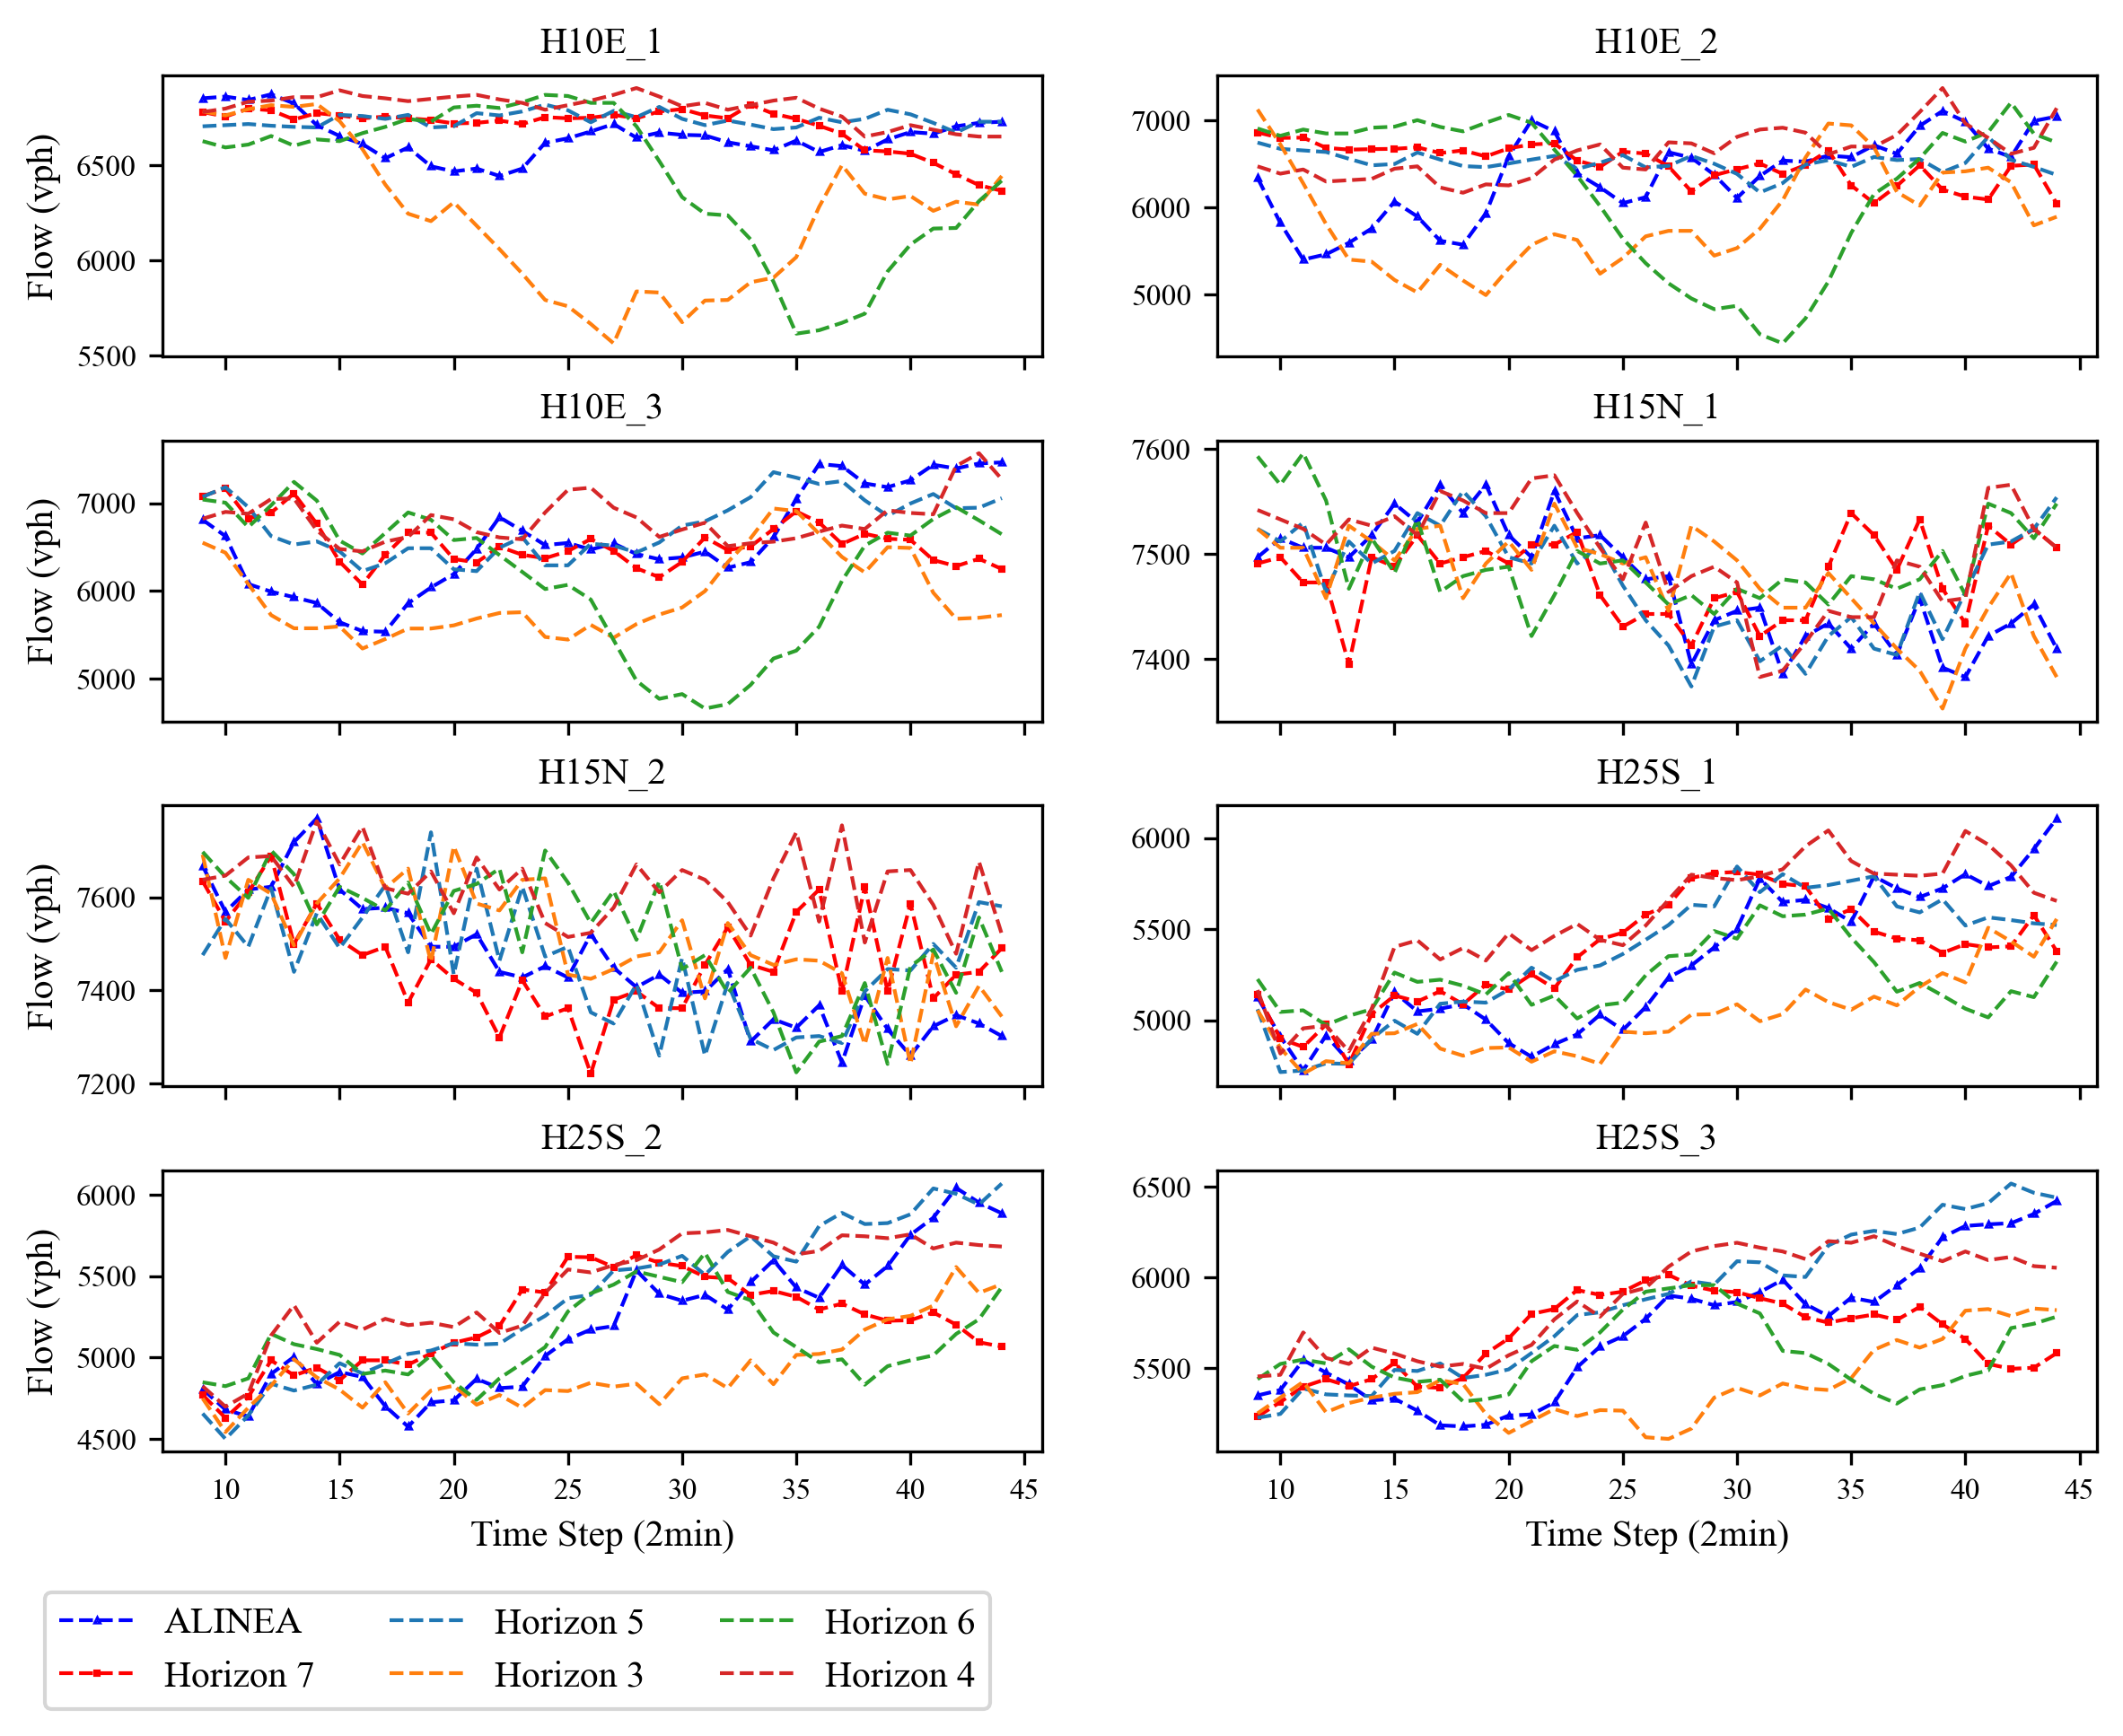 H10E_1
H10E_2
Flow (vph)
6500
6000
5500
7000
6000
5000
H10E_3
H15N_1
Flow (vph)
7000
6000
5000
7600
7500
7400
H15N_2
H25S_1
Flow (vph)
7600
7400
7200
6000
5500
5000
H25S_2
H25S_3
Flow (vph)
6000
5500
5000
4500
6500
6000
5500
10 15 20 25 30 35 40 45
10 15 20 25 30 35 40 45
Time Step (2min)
Time Step (2min)
ALINEA
Horizon 5
Horizon 6
Horizon 7
Horizon 3
Horizon 4